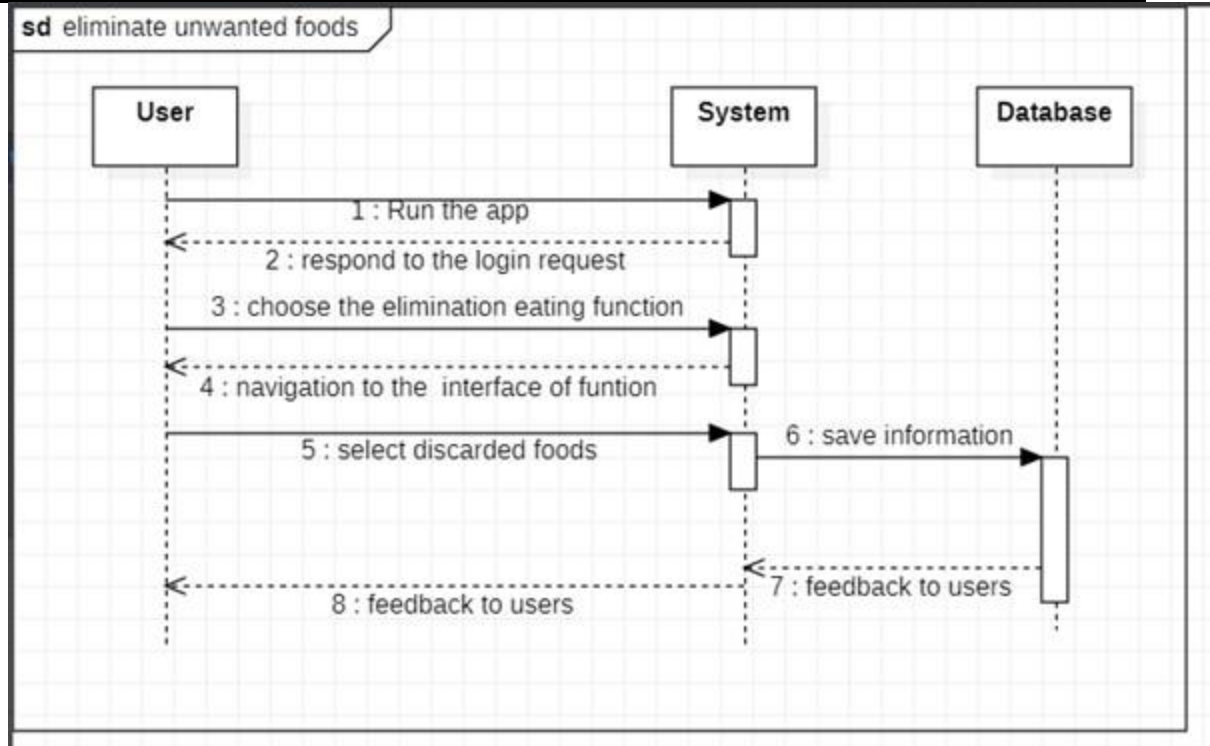 sd eliminate unwanted foods
User
System
Database
1 : Run the app
2 : respond to the login request
3 : choose the elimination eating function
4 : navigation to the  interface of funtion
5 : select discarded foods
6 : save information
7 : feedback to users
8 : feedback to users